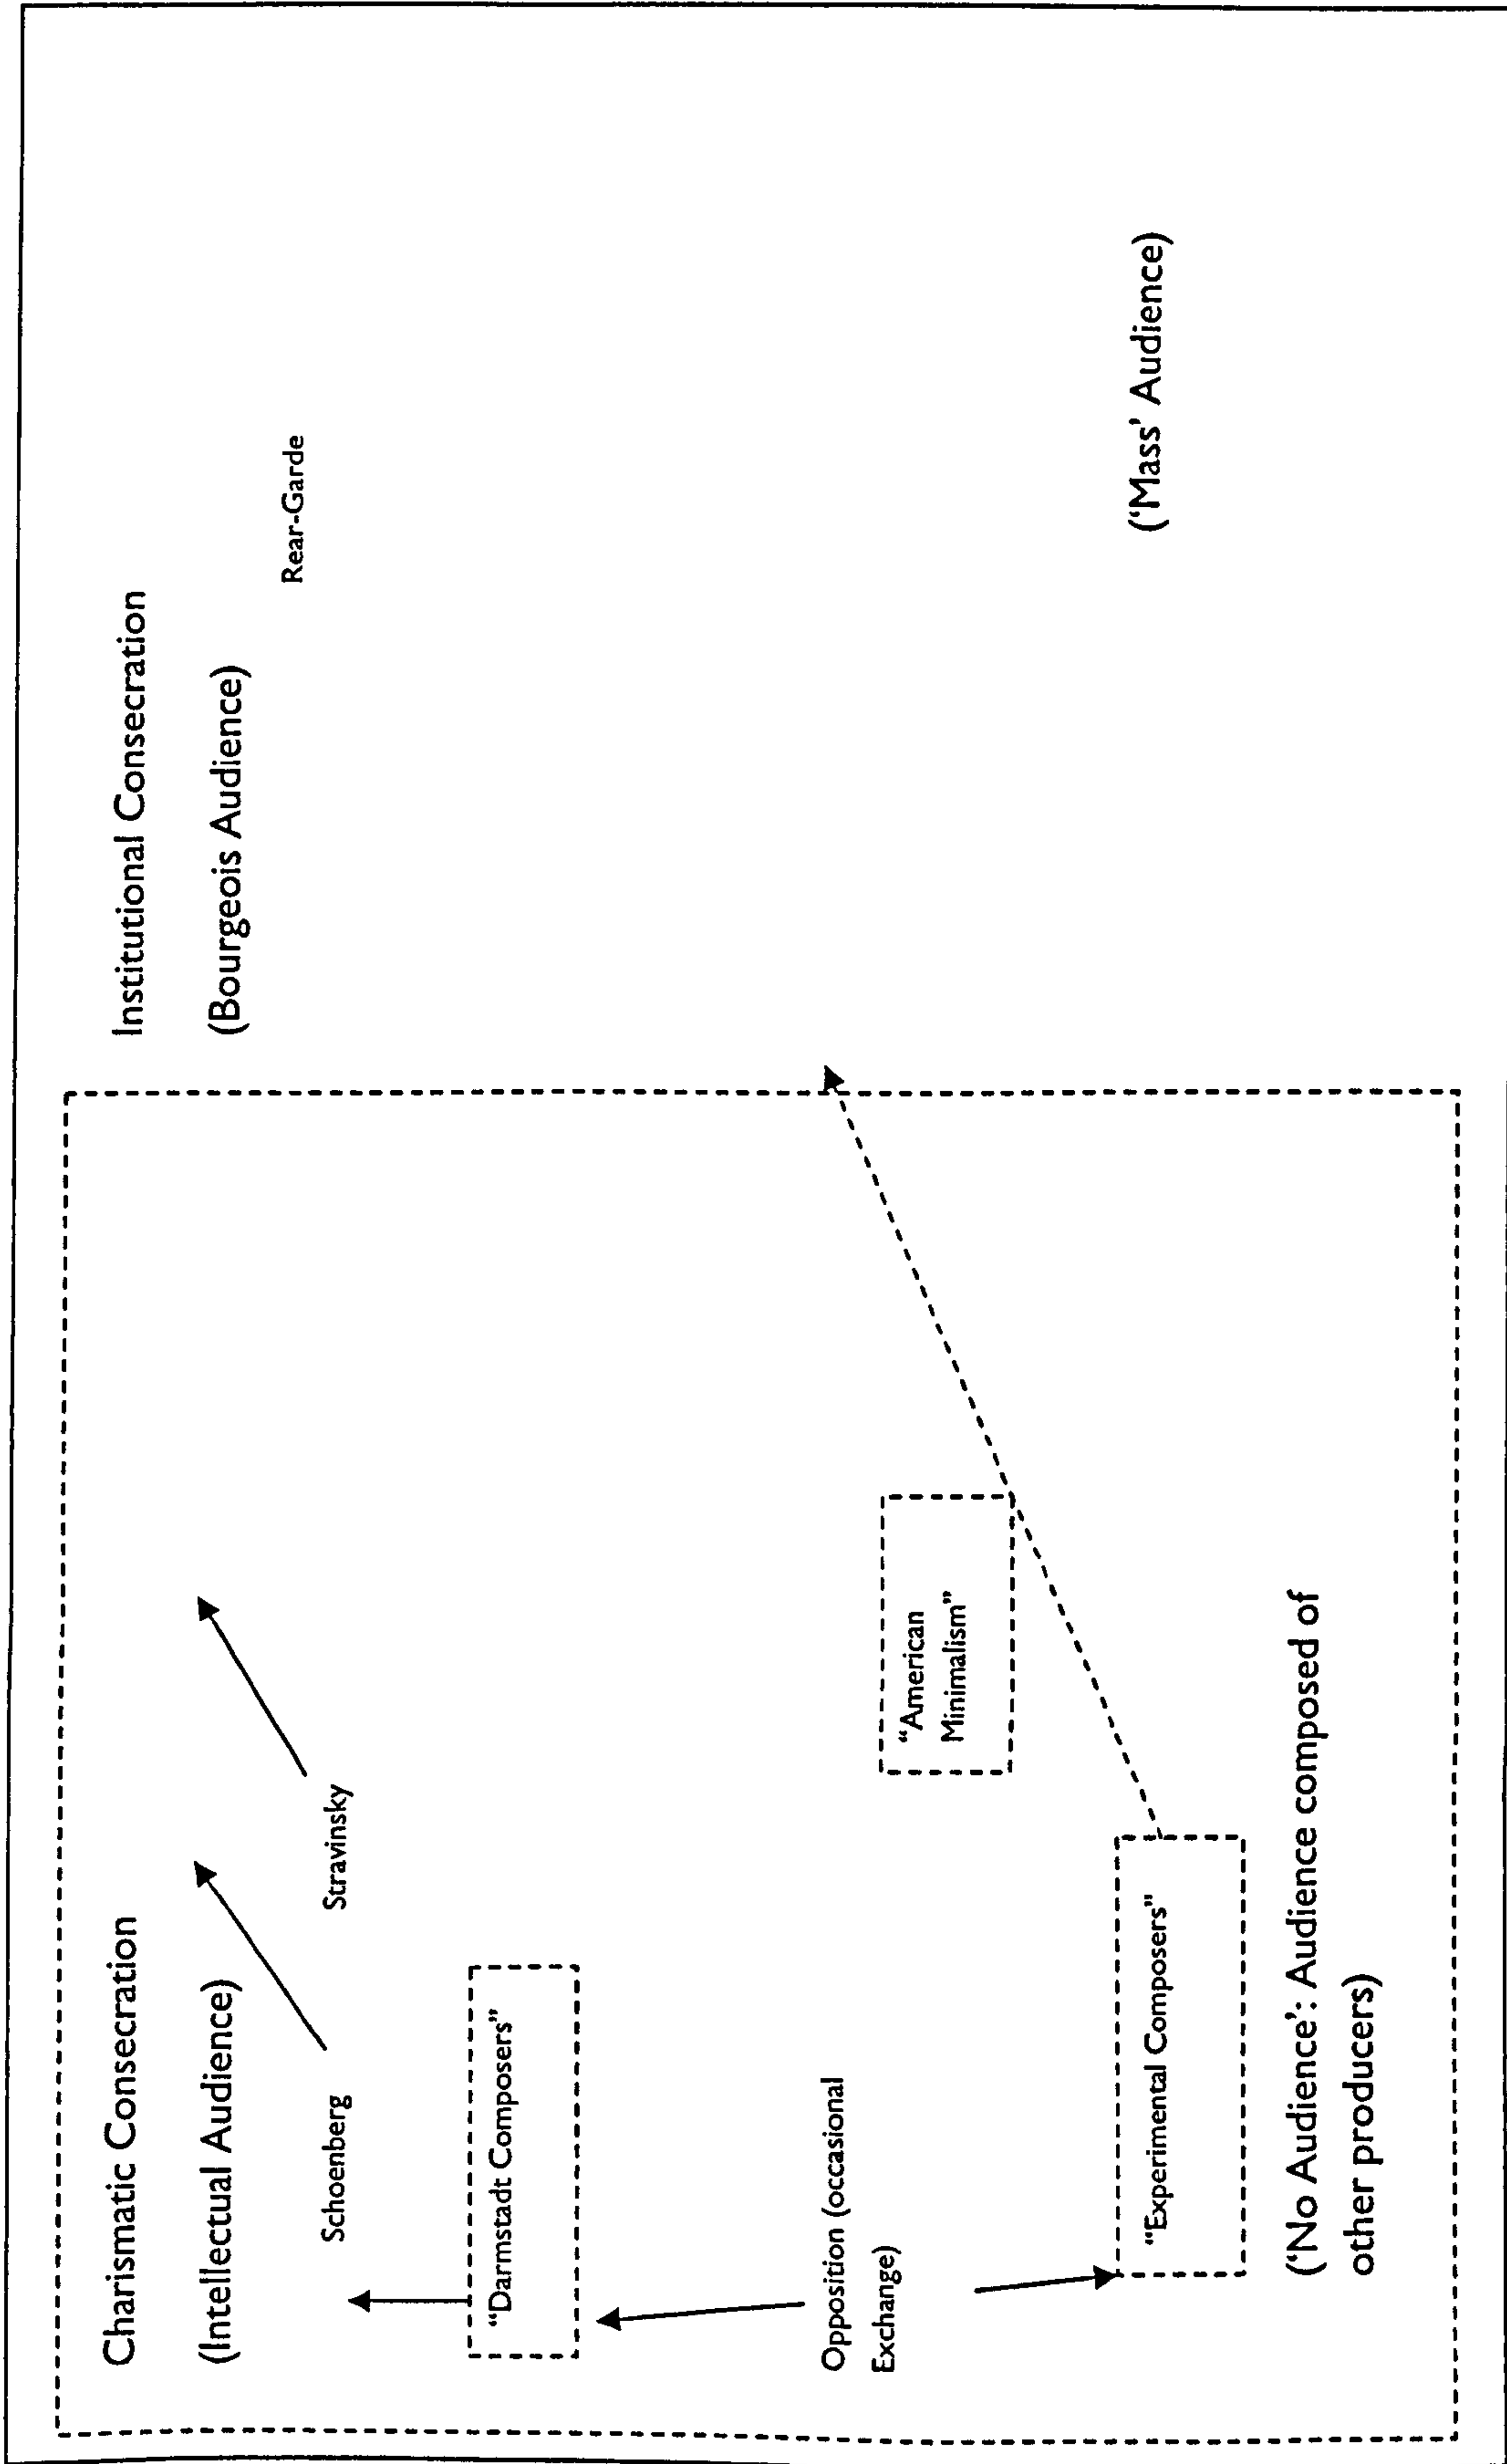 Charismatic Consecration
(Intellectual Audience)
Institutional Consecration
(Bourgeois Audience)
Rear-Garde
Schoenberg
Stravinsky
“Darmstadt Composers”
Opposition (occasional
Exchange)
“American
Minimalism”
“Experimental Composers”
(‘Mass’ Audience)
(‘No Audience’: Audience composed of
other producers)